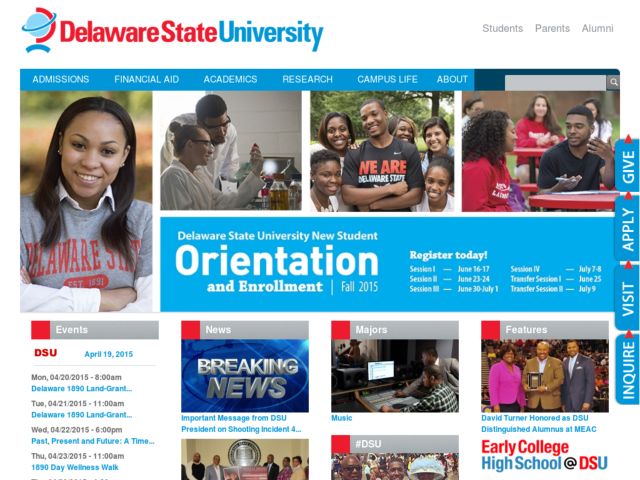 Delaware State University
Students Parents Alumni
ADMISSIONS FINANCIAL AID ACADEMICS RESEARCH CAMPUS LIFE ABOUT
DELAWARE STATE
WE ARE
DELAWARE STATE
Delaware State University New Student
Orientation
and Enrollment | Fall 2015
Register today!
Session I — June 16-17
Session II — June 23-24
Session III — June 30-July 1
Session IV — July 7-8
Transfer Session I — June 25
Transfer Session II — July 9
GIVE
APPLY
VISIT
INQUIRE
Events
DSU April 19, 2015
Mon, 04/20/2015 - 8:00am
Delaware 1890 Land-Grant...
Tue, 04/21/2015 - 11:00am
Delaware 1890 Land-Grant...
Wed, 04/22/2015 - 6:00pm
Past, Present and Future: A Time...
Thu, 04/23/2015 - 11:00am
1890 Day Wellness Walk
News
BREAKING
NEWS
Important Message from DSU
President on Shooting Incident 4...
Majors
Music
#DSU
Features
David Turner Honored as DSU
Distinguished Alumnus at MEAC
Early College
High School @ DSU